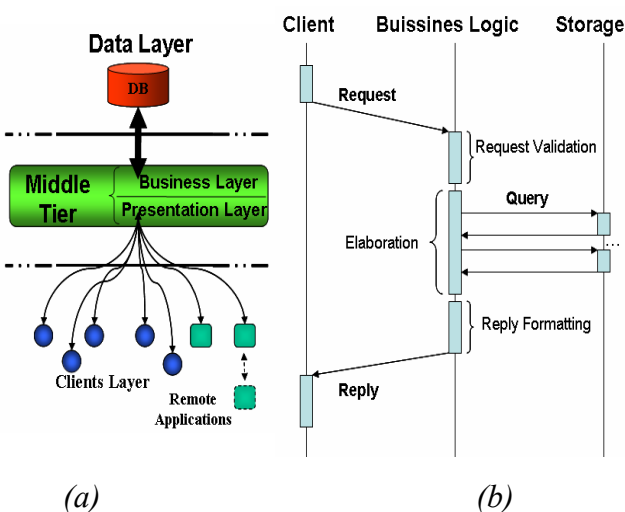 Data Layer
DB
Middle
Tier
Business Layer
Presentation Layer
Clients Layer
Remote
Applications
(a)
Client
Buissines Logic
Storage
Request
Request Validation
Query
Elaboration
...
Reply Formatting
Reply
(b)